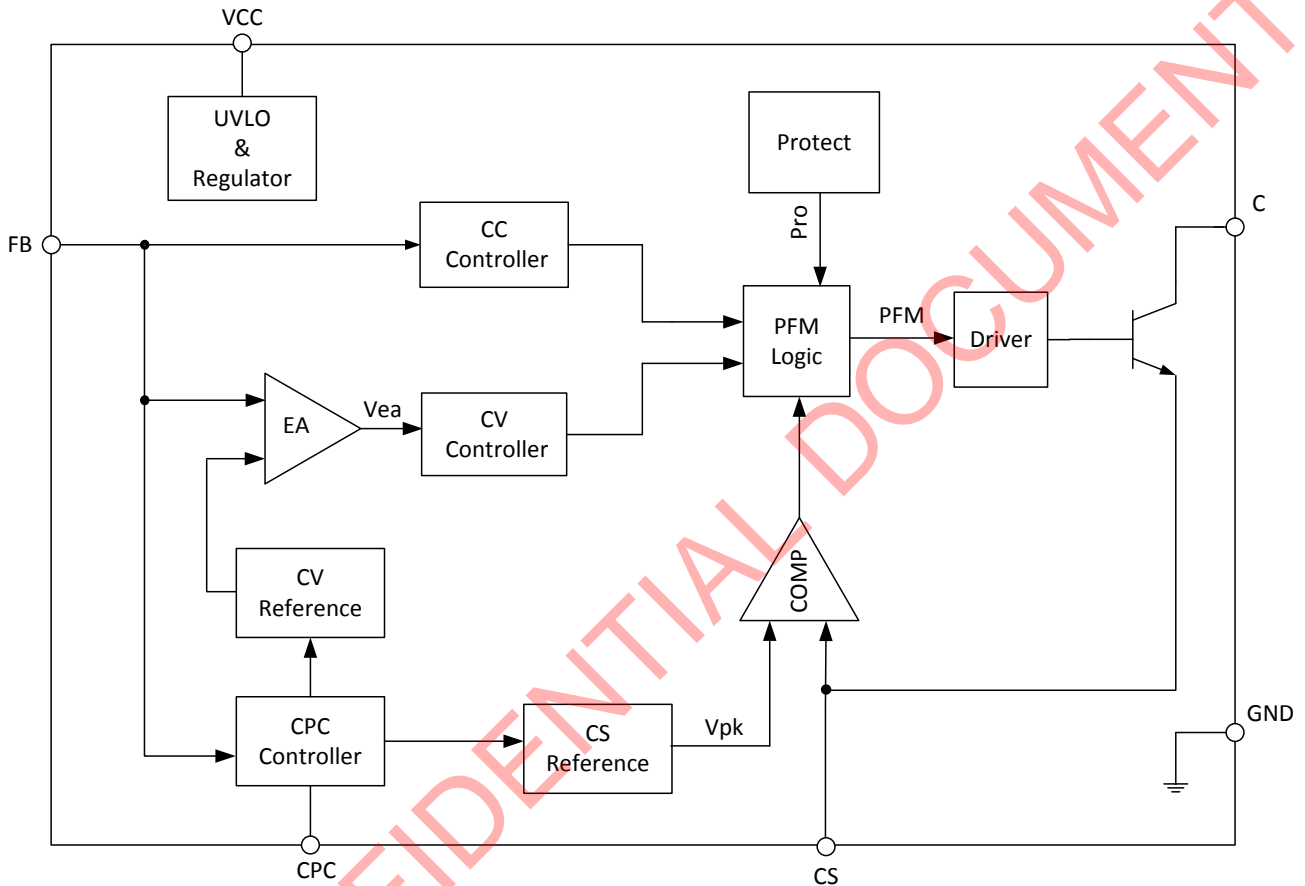 VCC
UVLO
&
Regulator
Protect
Pro
C
FB
CC
Controller
PFM
Logic
PFM
Driver
EA
Vea
CV
Controller
COMP
CV
Reference
CPC
Controller
CS
Reference
Vpk
GND
CPC
CS
FIDENTIAL DOCUMENT